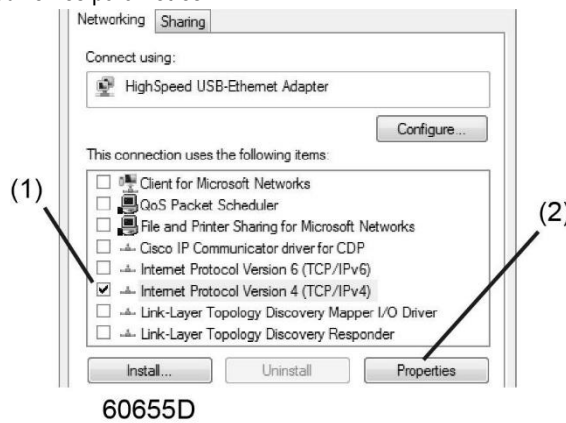 Networking Sharing
Connect using:
HighSpeed USB-Ethernet Adapter
Configure...
This connection uses the following items:
(1)
Client for Microsoft Networks
QoS Packet Scheduler
File and Printer Sharing for Microsoft Networks
(2)
Cisco IP Communicator driver for CDP
Internet Protocol Version 6 (TCP/IPv6)
Internet Protocol Version 4 (TCP/IPv4)
Link-Layer Topology Discovery Mapper I/O Driver
Link-Layer Topology Discovery Responder
Install... Uninstall Properties
60655D